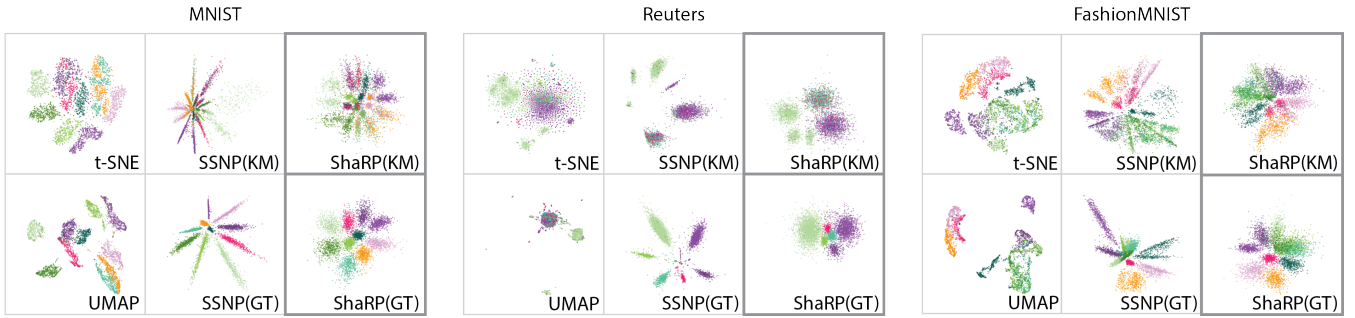 MNIST
Reuters
FashionMNIST
t-SNE
SSNP(KM)
ShaRP(KM)
t-SNE
SSNP(KM)
ShaRP(KM)
t-SNE
SSNP(KM)
ShaRP(KM)
UMAP
SSNP(GT)
ShaRP(GT)
UMAP
SSNP(GT)
ShaRP(GT)
UMAP
SSNP(GT)
ShaRP(GT)